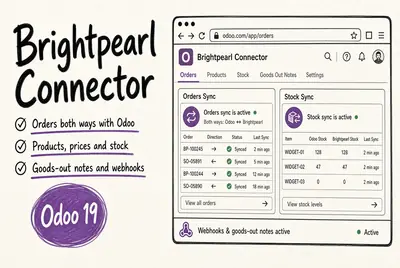 Brightpearl
Connector
Orders both ways with Odoo
Products, prices and stock
Goods-out notes and webhooks
Odoo 19
odoo.com/app/orders
Brightpearl Connector
Orders Products Stock Goods Out Notes Settings
Orders Sync
Orders sync is active
Both ways: Odoo ↔ Brightpearl
Order Direction Status Last Sync
BP-100245 → Synced 2 min ago
SO-05891 ← Synced 5 min ago
BP-100244 → Synced 12 min ago
SO-05890 ← Synced 18 min ago
View all orders →
Stock Sync
Stock sync is active
Item Odoo Stock Brightpearl Stock Last Sync
WIDGET-01 128 128 2 min ago
WIDGET-02 47 47 2 min ago
WIDGET-03 0 0 2 min ago
View stock levels →
Webhooks & goods-out notes active
Active